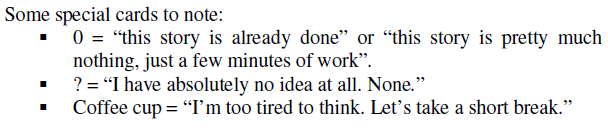 Some special cards to note:
▪ 0 = “this story is already done” or “this story is pretty much
nothing, just a few minutes of work”.
▪ ? = “I have absolutely no idea at all. None.”
▪ Coffee cup = “I’m too tired to think. Let’s take a short break.”